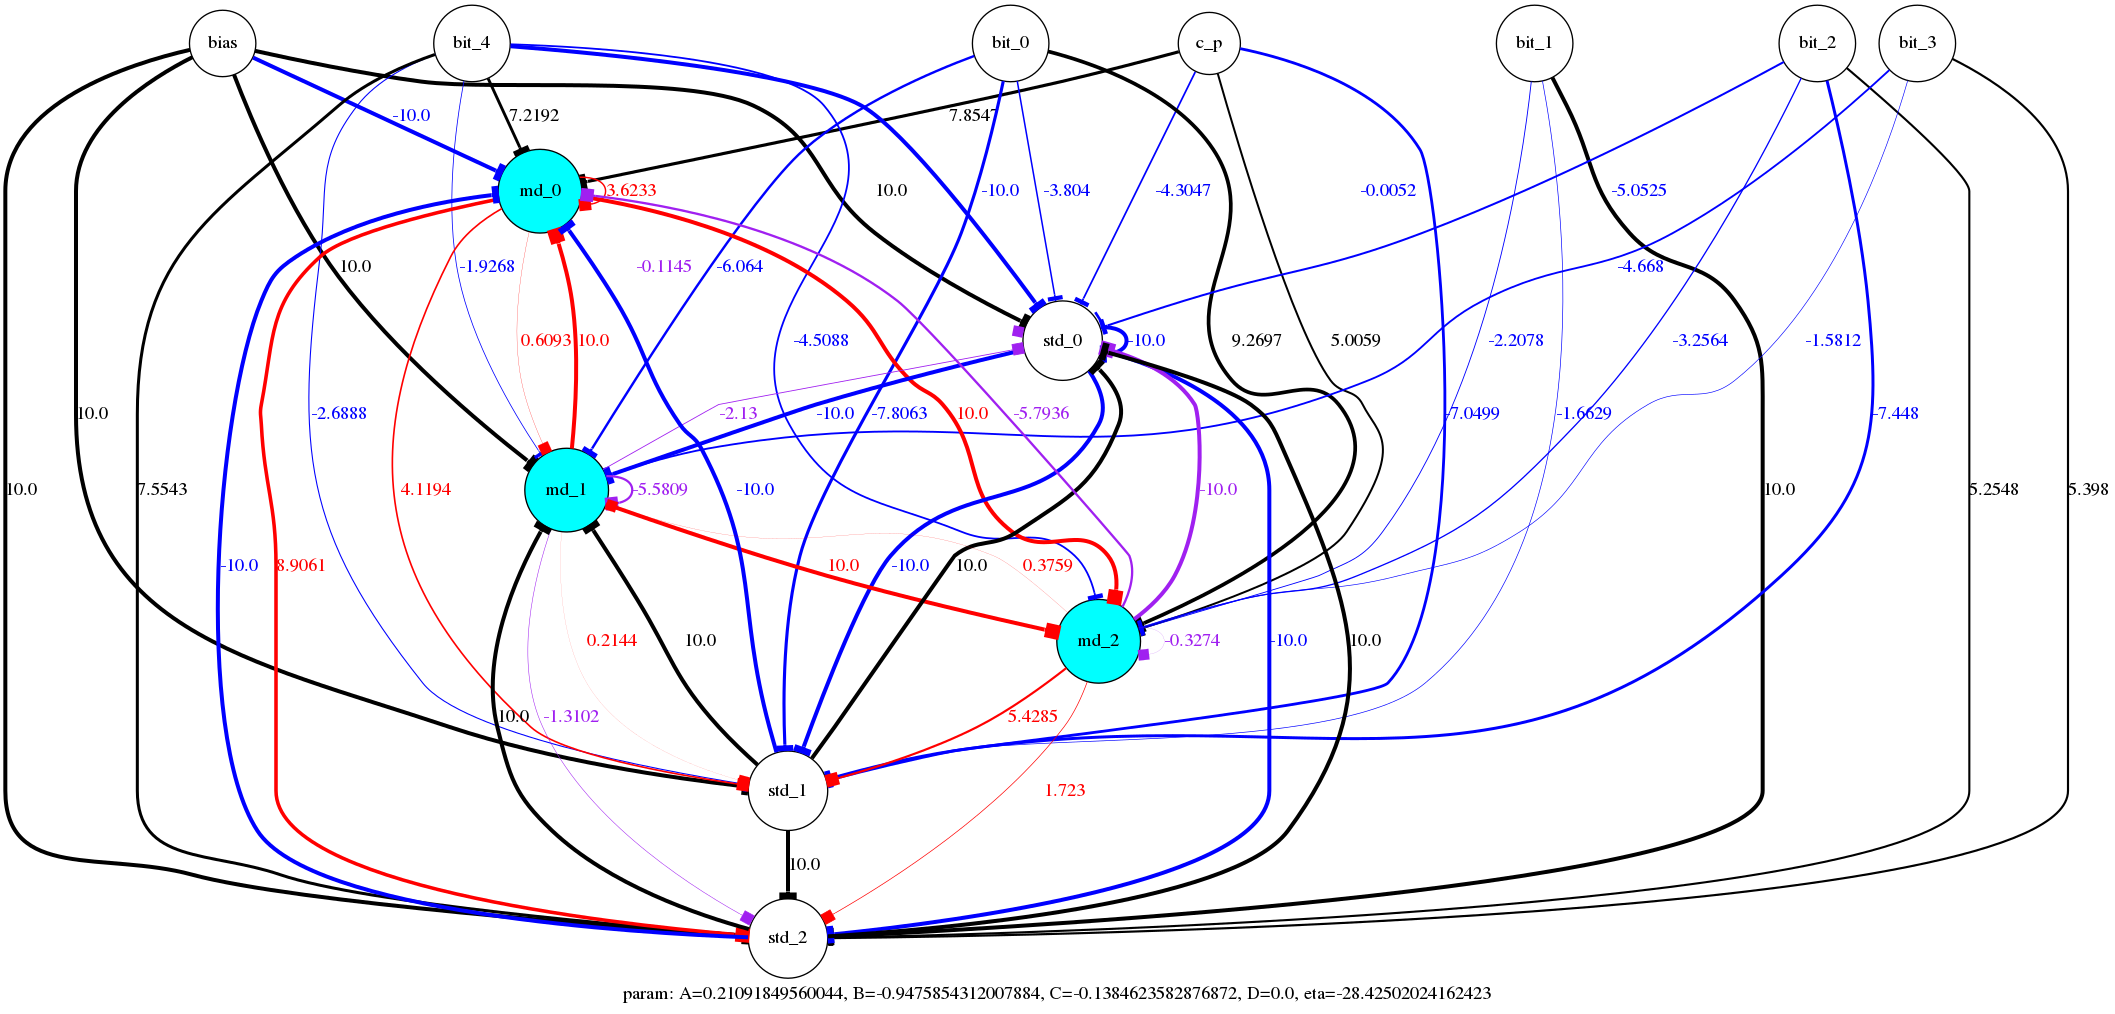 bias bit_4 bit_0 c_p bit_1 bit_2 bit_3
-10.0 7.2192 7.8547
md_0 3.6233 10.0 -10.0 -3.804 -4.3047 -0.0052 -5.0525
10.0 -1.9268 -0.1145 -6.064 -4.668
0.6093 10.0 std_0 -10.0 -4.5088 9.2697 5.0059 -2.2078 -3.2564 -1.5812
10.0 -2.6888 -2.13 -10.0 -7.8063 10.0 -5.7936 -7.0499 -1.6629 -7.448
10.0 7.5543 4.1194 md_1 -5.5809 -10.0 -10.0 10.0 5.2548 5.398
-10.0 8.9061 10.0 -10.0 10.0 0.3759
0.2144 10.0 md_2 -0.3274 -10.0 10.0
10.0 -1.3102 5.4285
std_1 1.723
10.0
std_2
param: A=0.21091849560044, B=-0.9475854312007884, C=-0.1384623582876872, D=0.0, eta=-28.42502024162423